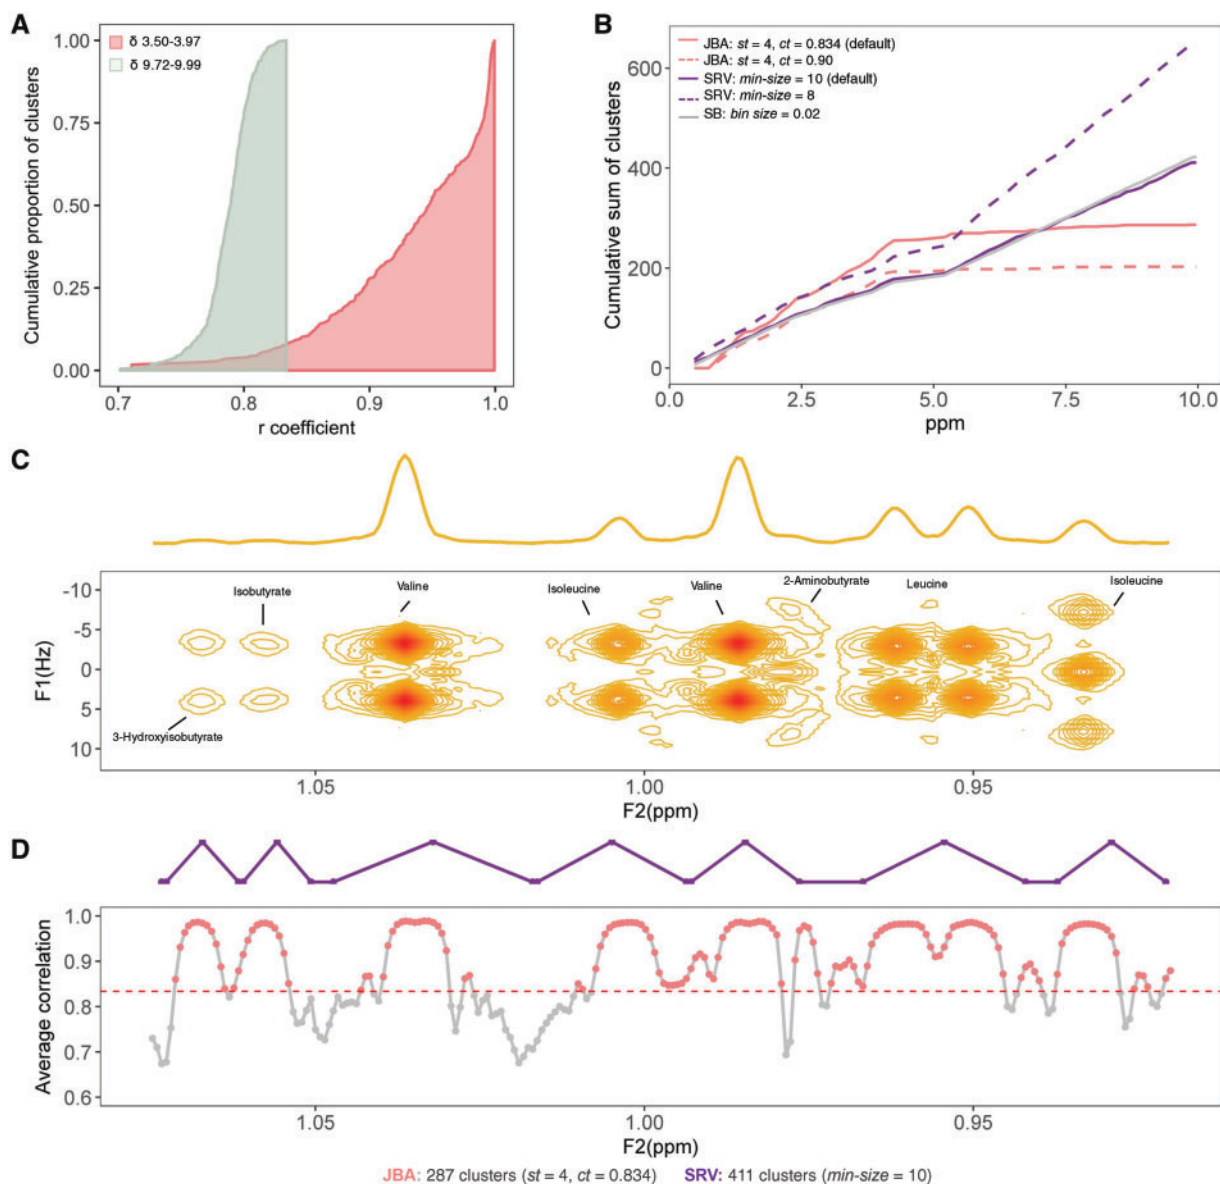 A
Cumulative proportion of clusters
1.00
0.75
0.50
0.25
0.00
δ 3.50-3.97
δ 9.72-9.99
0.7 0.8 0.9 1.0
r coefficient
B
Cumulative sum of clusters
600
400
200
0
JBA: st = 4, ct = 0.834 (default)
JBA: st = 4, ct = 0.90
SRV: min-size = 10 (default)
SRV: min-size = 8
SB: bin size = 0.02
0.0 2.5 5.0 7.5 10.0
ppm
C
F1(Hz)
-10
-5
0
5
10
Isobutyrate
Valine
Isoleucine
Valine
2-Aminobutyrate
Leucine
Isoleucine
3-Hydroxyisobutyrate
1.05 1.00 0.95
F2(ppm)
D
Average correlation
1.0
0.9
0.8
0.7
0.6
1.05 1.00 0.95
F2(ppm)
JBA: 287 clusters (st = 4, ct = 0.834) SRV: 411 clusters (min-size = 10)